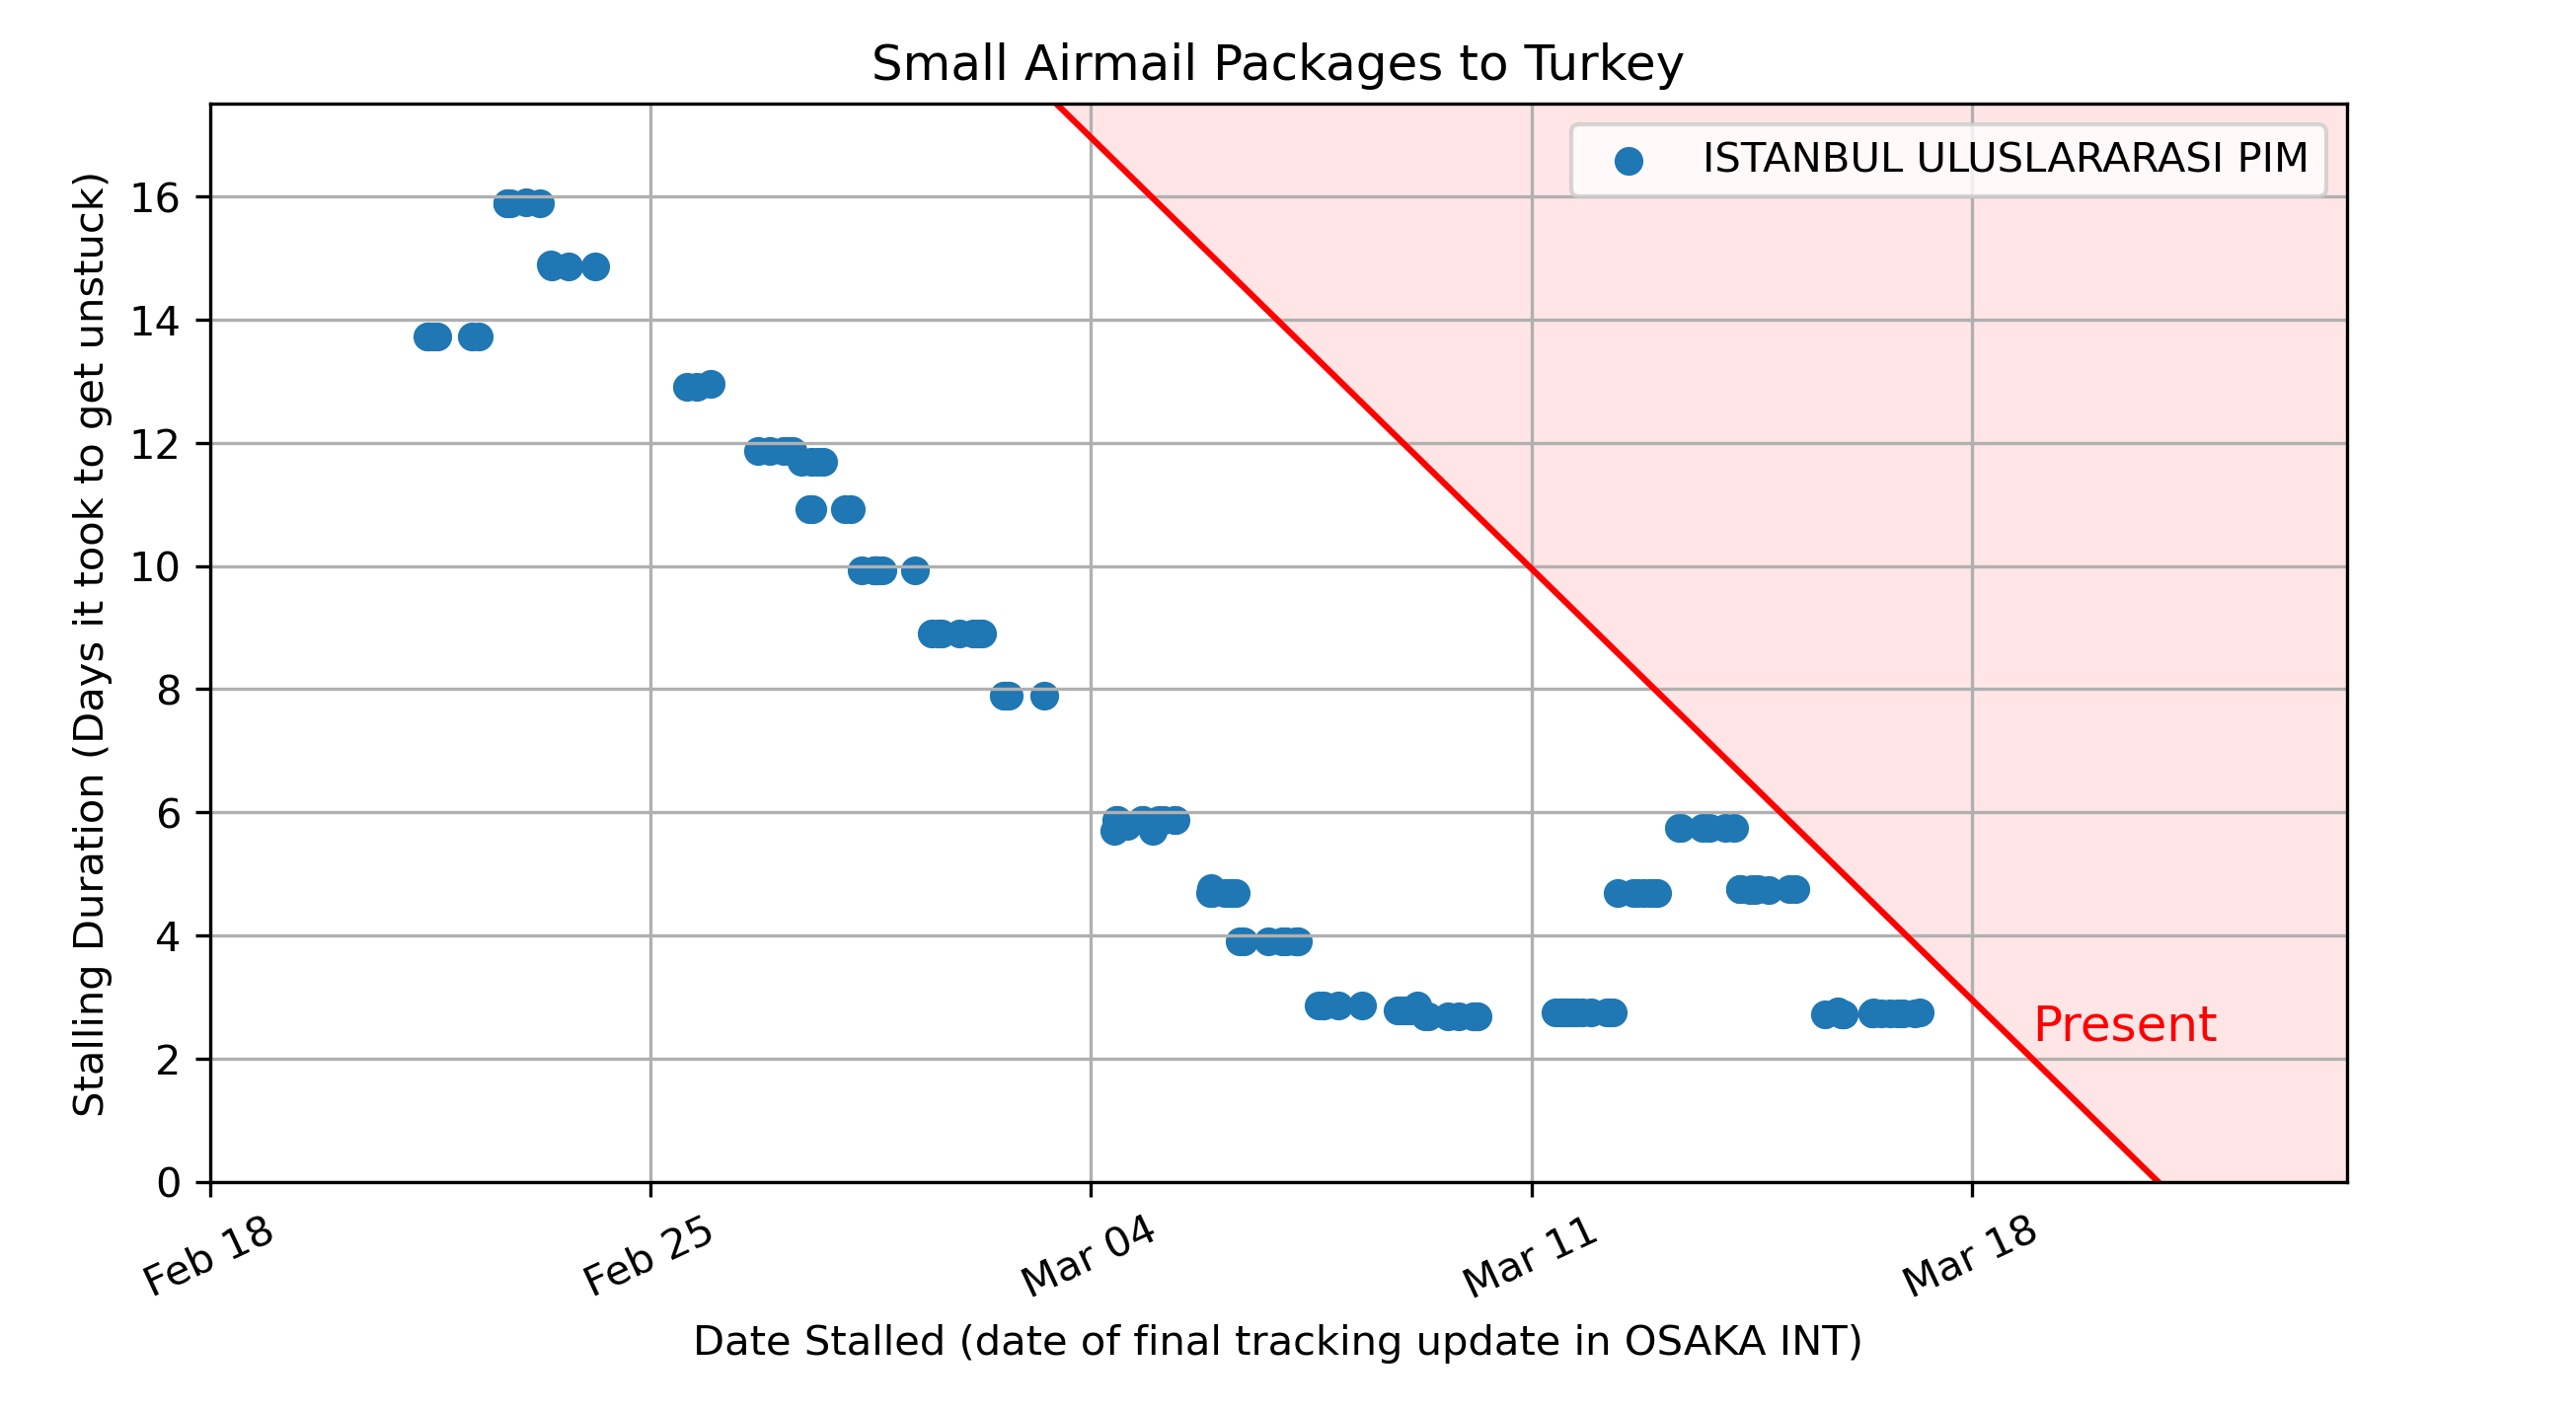 Small Airmail Packages to Turkey
ISTANBUL ULUSLARARASI PIM
Stalling Duration (Days it took to get unstuck)
16
14
12
10
8
6
4
2
0
Present
Feb 18
Feb 25
Mar 04
Mar 11
Mar 18
Date Stalled (date of final tracking update in OSAKA INT)